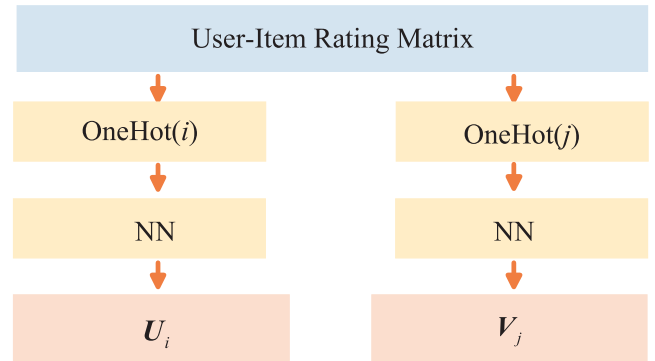 User-Item Rating Matrix
OneHot(i)
OneHot(j)
NN
NN
U_i
V_j